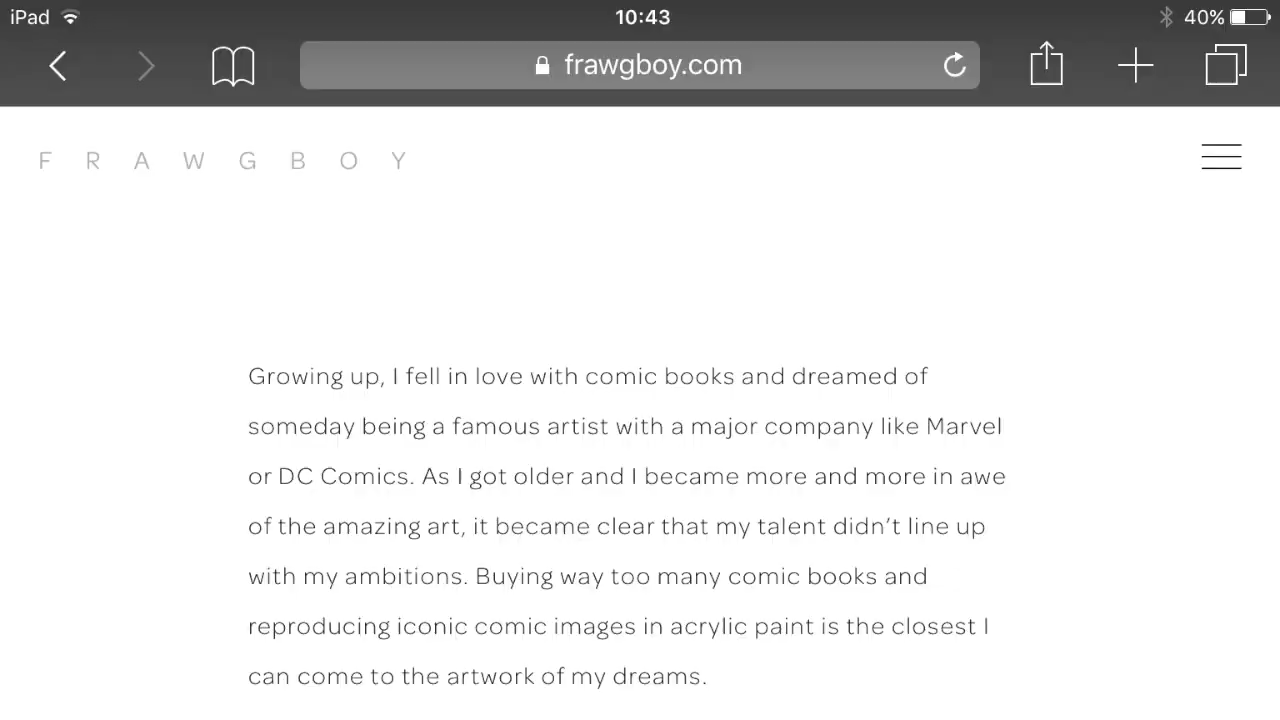 iPad 10:43 40%
frawgboy.com
F R A W G B O Y
Growing up, I fell in love with comic books and dreamed of
someday being a famous artist with a major company like Marvel
or DC Comics. As I got older and I became more and more in awe
of the amazing art, it became clear that my talent didn’t line up
with my ambitions. Buying way too many comic books and
reproducing iconic comic images in acrylic paint is the closest I
can come to the artwork of my dreams.